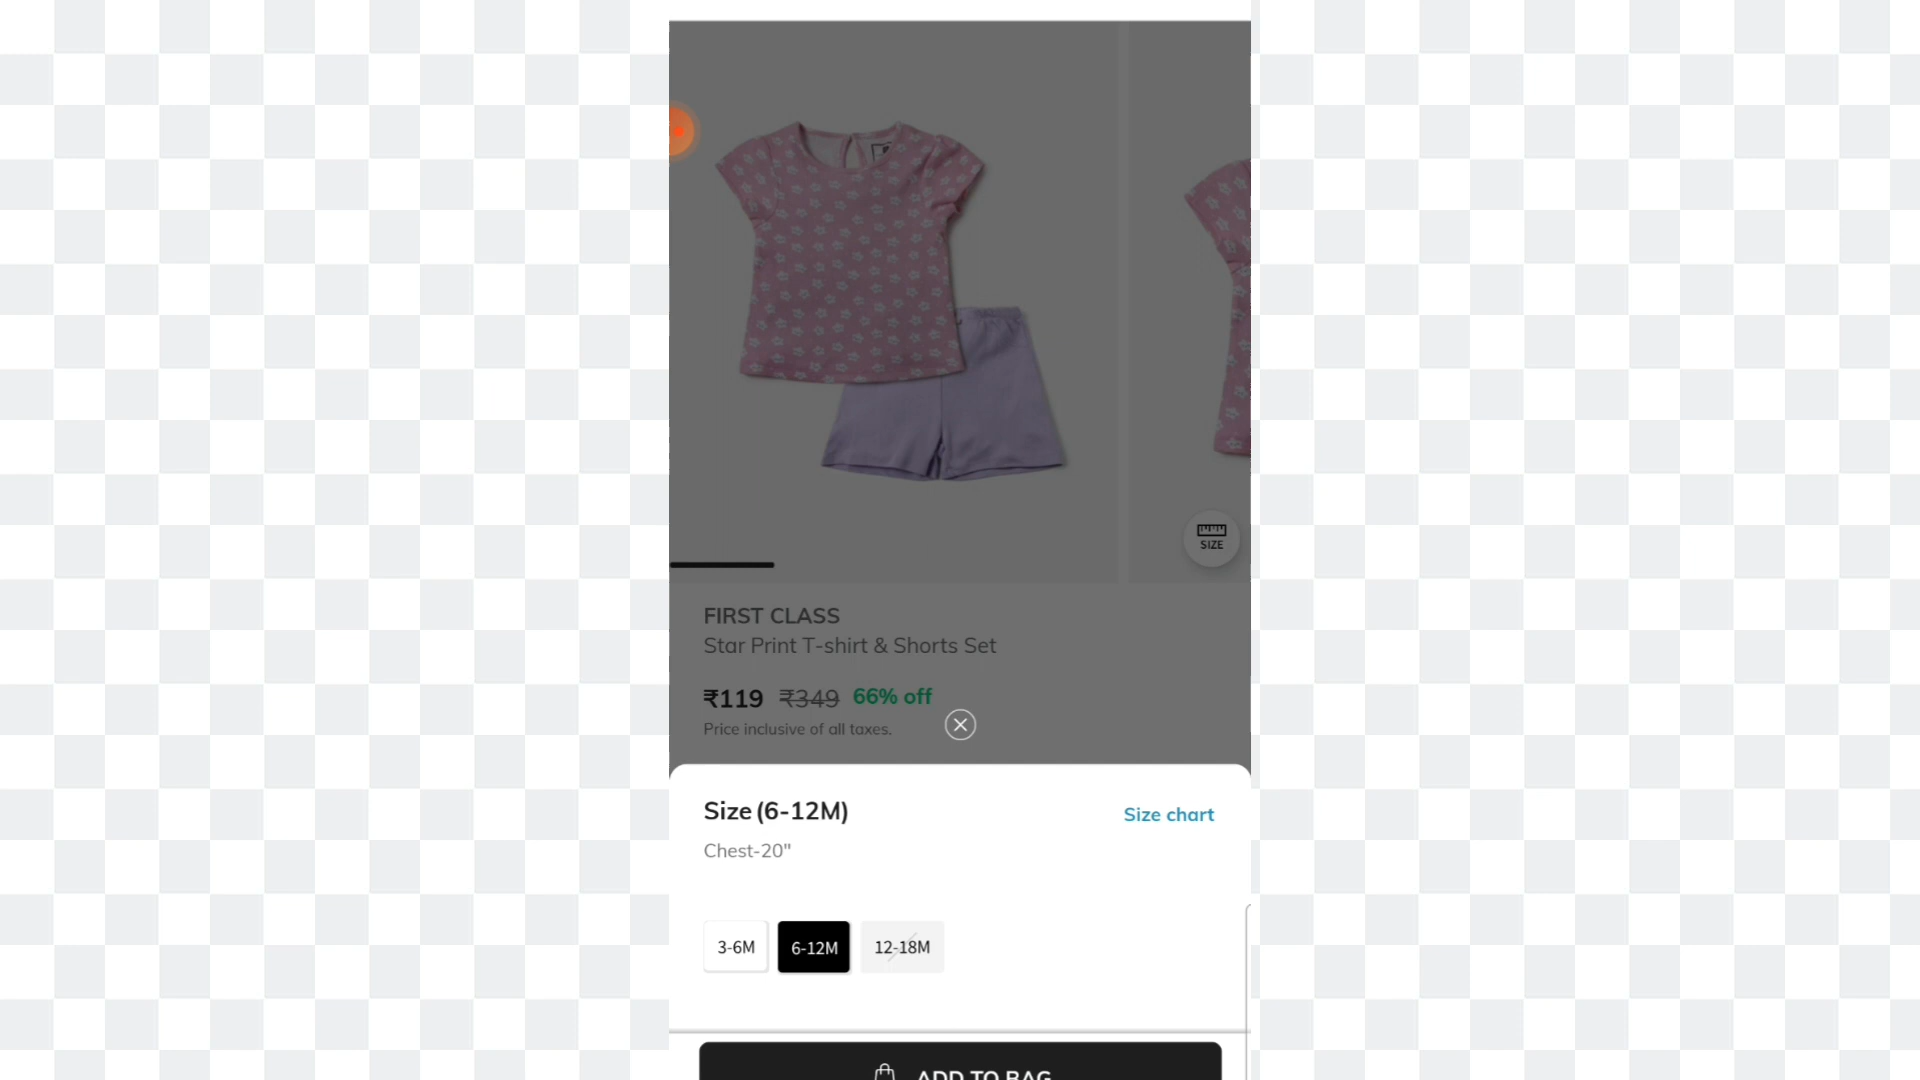 SIZE
FIRST CLASS
Star Print T-shirt & Shorts Set
₹119 ₹349 66% off
Price inclusive of all taxes.
Size (6-12M) Size chart
Chest-20"
3-6M 6-12M 12-18M
ADD TO BAG